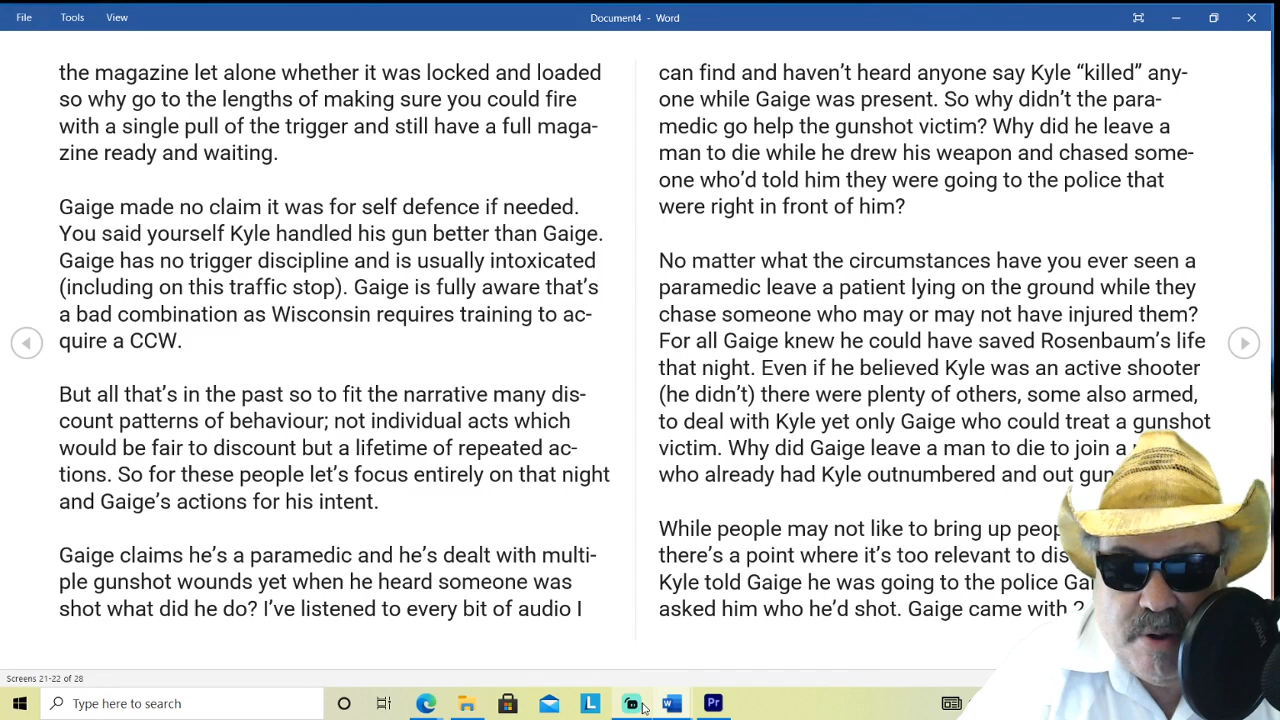 File
Tools
View
Document4 - Word
the magazine let alone whether it was locked and loaded
so why go to the lengths of making sure you could fire
with a single pull of the trigger and still have a full maga-
zine ready and waiting.
Gaige made no claim it was for self defence if needed.
You said yourself Kyle handled his gun better than Gaige.
Gaige has no trigger discipline and is usually intoxicated
(including on this traffic stop). Gaige is fully aware that’s
a bad combination as Wisconsin requires training to ac-
quire a CCW.
But all that’s in the past so to fit the narrative many dis-
count patterns of behaviour; not individual acts which
would be fair to discount but a lifetime of repeated ac-
tions. So for these people let’s focus entirely on that night
and Gaige’s actions for his intent.
Gaige claims he’s a paramedic and he’s dealt with multi-
ple gunshot wounds yet when he heard someone was
shot what did he do? I’ve listened to every bit of audio I
can find and haven’t heard anyone say Kyle “killed” any-
one while Gaige was present. So why didn’t the para-
medic go help the gunshot victim? Why did he leave a
man to die while he drew his weapon and chased some-
one who’d told him they were going to the police that
were right in front of him?
No matter what the circumstances have you ever seen a
paramedic leave a patient lying on the ground while they
chase someone who may or may not have injured them?
For all Gaige knew he could have saved Rosenbaum’s life
that night. Even if he believed Kyle was an active shooter
(he didn’t) there were plenty of others, some also armed,
to deal with Kyle yet only Gaige who could treat a gunshot
victim. Why did Gaige leave a man to die to join a
who already had Kyle outnumbered and out
While people may not like to bring up
there’s a point where it’s too relevant to
Kyle told Gaige he was going to the police
asked him who he’d shot. Gaige came with
Screens 21-22 of 28
Type here to search
L
W
Pr